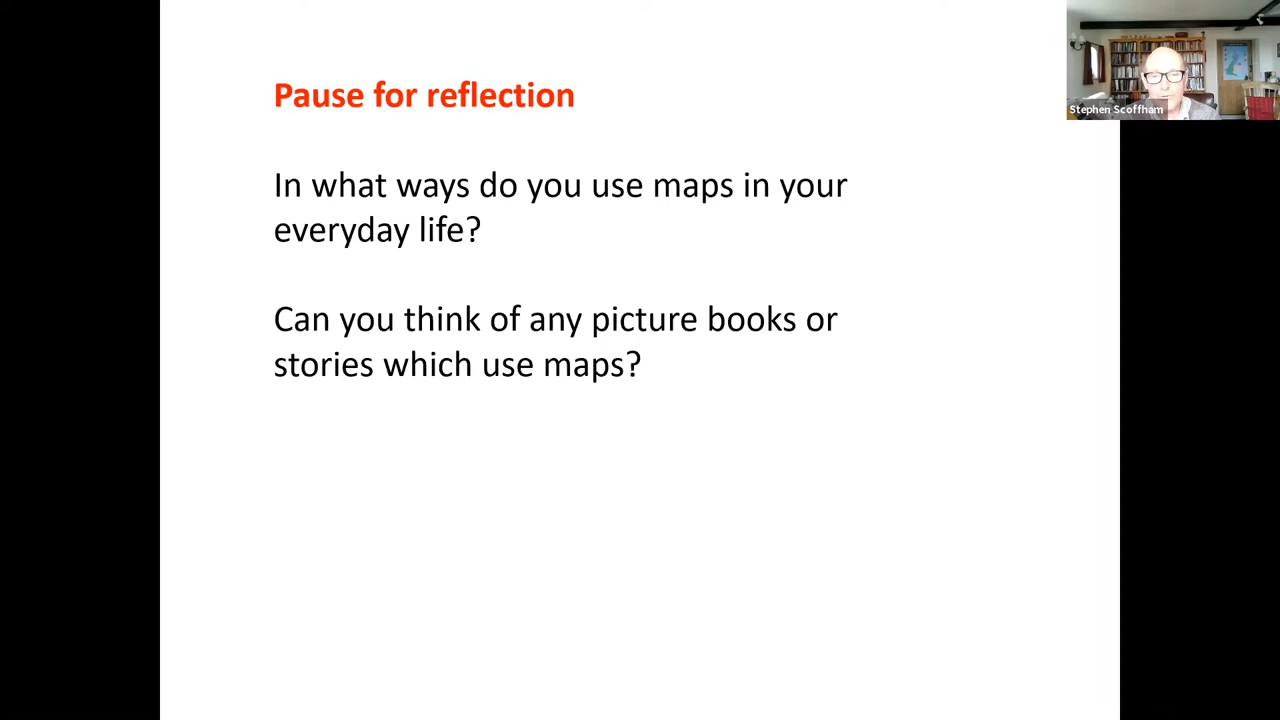 Pause for reflection
In what ways do you use maps in your
everyday life?
Can you think of any picture books or
stories which use maps?
Stephen Scoffham